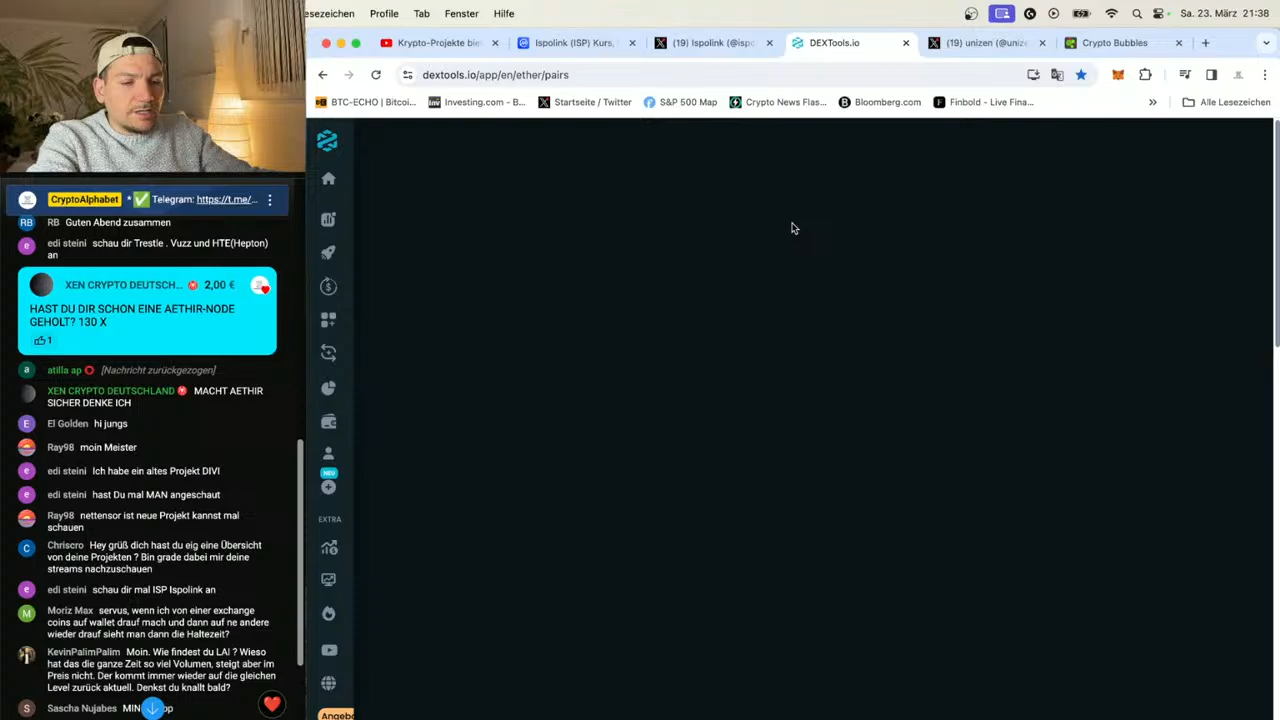 esezeichen Profile Tab Fenster Hilfe
Sa. 23. März 21:38
Krypto-Projekte bie
Ispolink (ISP) Kurs,
(19) Ispolink (@ispo
DEXTools.io
(19) unizen (@unize
Crypto Bubbles
dextools.io/app/en/ether/pairs
BTC-ECHO | Bitcoi...
Investing.com - B...
Startseite / Twitter
S&P 500 Map
Crypto News Flas...
Bloomberg.com
Finbold - Live Fina...
Alle Lesezeichen
CryptoAlphabet * ✅ Telegram: https://t.me/...
RB RB Guten Abend zusammen
e edi steini schau dir Trestle . Vuzz und HTE(Hepton)
an
XEN CRYPTO DEUTSCH... 2,00 €
HAST DU DIR SCHON EINE AETHIR-NODE
GEHOLT? 130 X
1
a atilla ap [Nachricht zurückgezogen]
XEN CRYPTO DEUTSCHLAND MACHT AETHIR
SICHER DENKE ICH
E El Golden hi jungs
Ray98 moin Meister
e edi steini Ich habe ein altes Projekt DIVI
e edi steini hast Du mal MAN angeschaut
Ray98 nettensor ist neue Projekt kannst mal
schauen
C Chriscro Hey grüß dich hast du eig eine Übersicht
von deine Projekten ? Bin grade dabei mir deine
streams nachzuschauen
e edi steini schau dir mal ISP Ispolink an
M Moriz Max servus, wenn ich von einer exchange
coins auf wallet drauf mach und dann auf ne andere
wieder drauf sieht man dann die Haltezeit?
KevinPalimPalim Moin. Wie findest du LAI ? Wieso
hat das die ganze Zeit so viel Volumen, steigt aber im
Preis nicht. Der kommt immer wieder auf die gleichen
Level zurück aktuell. Denkst du knallt bald?
S Sascha Nujabes
NEU
EXTRA
Angebo